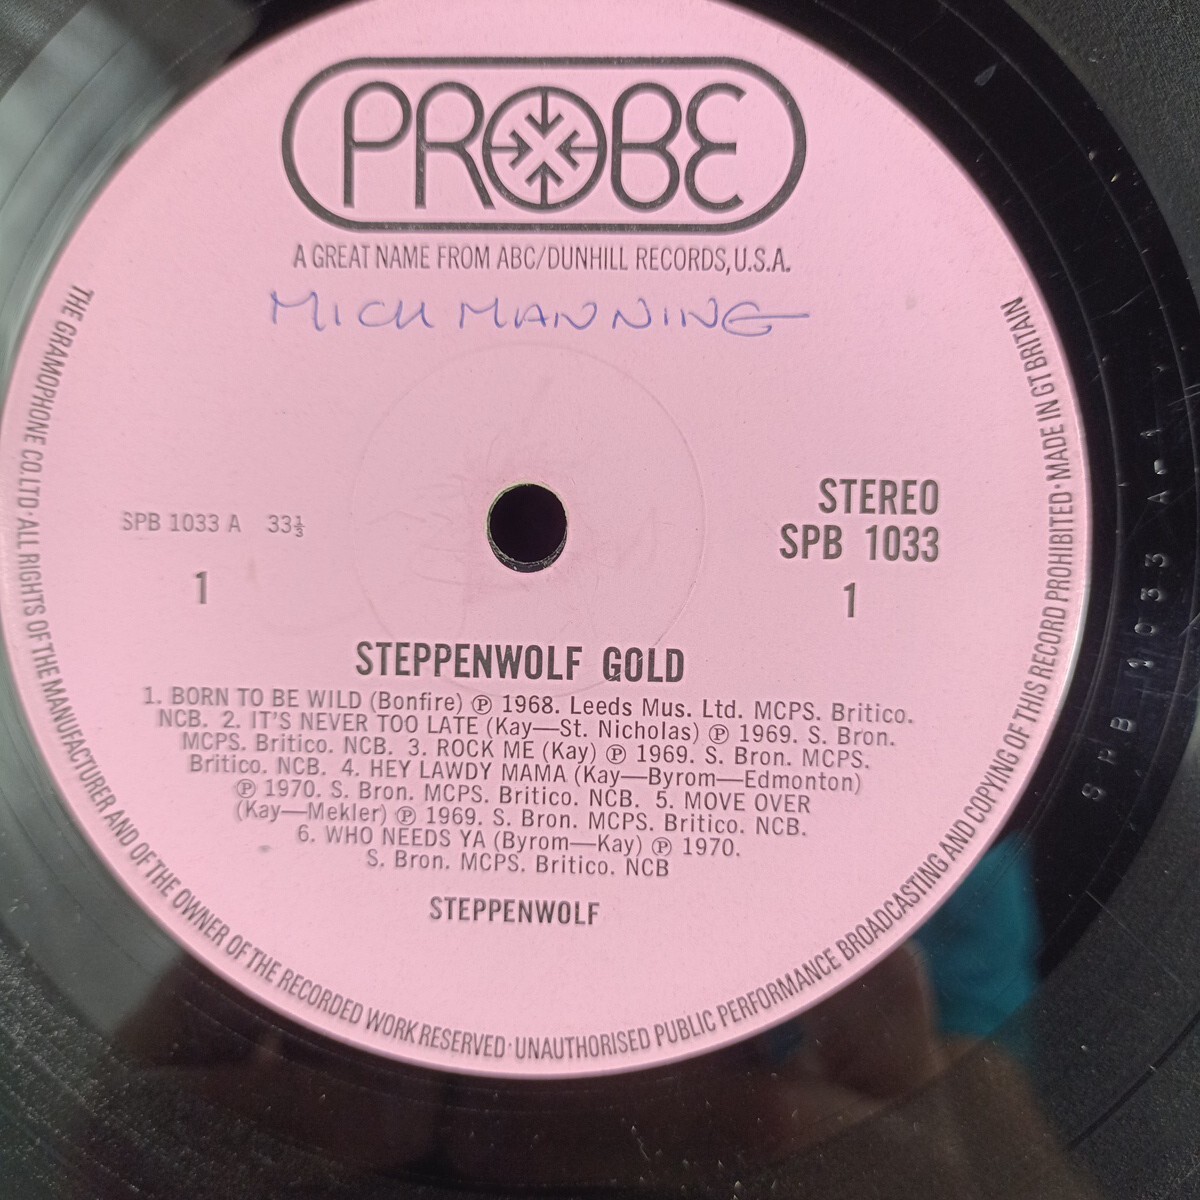 PROBE
A GREAT NAME FROM ABC/DUNHILL RECORDS, U.S.A.
MICH MANNING
STEREO
SPB 1033 A 33⅓
SPB 1033
1
1
STEPPENWOLF GOLD
1. BORN TO BE WILD (Bonfire) ℗ 1968. Leeds Mus. Ltd. MCPS. Britico.
NCB. 2. IT'S NEVER TOO LATE (Kay—St. Nicholas) ℗ 1969. S. Bron.
MCPS. Britico. NCB. 3. ROCK ME (Kay) ℗ 1969. S. Bron. MCPS.
Britico. NCB. 4. HEY LAWDY MAMA (Kay—Byrom—Edmonton)
℗ 1970. S. Bron. MCPS. Britico. NCB. 5. MOVE OVER
(Kay—Mekler) ℗ 1969. S. Bron. MCPS. Britico. NCB.
6. WHO NEEDS YA (Byrom—Kay) ℗ 1970.
S. Bron. MCPS. Britico. NCB
STEPPENWOLF
THE GRAMOPHONE CO. LTD · ALL RIGHTS OF THE MANUFACTURER AND OF THE OWNER OF THE RECORDED WORK RESERVED · UNAUTHORISED PUBLIC PERFORMANCE BROADCASTING AND COPYING OF THIS RECORD PROHIBITED · MADE IN GT BRITAIN
SPB 1033 A-1